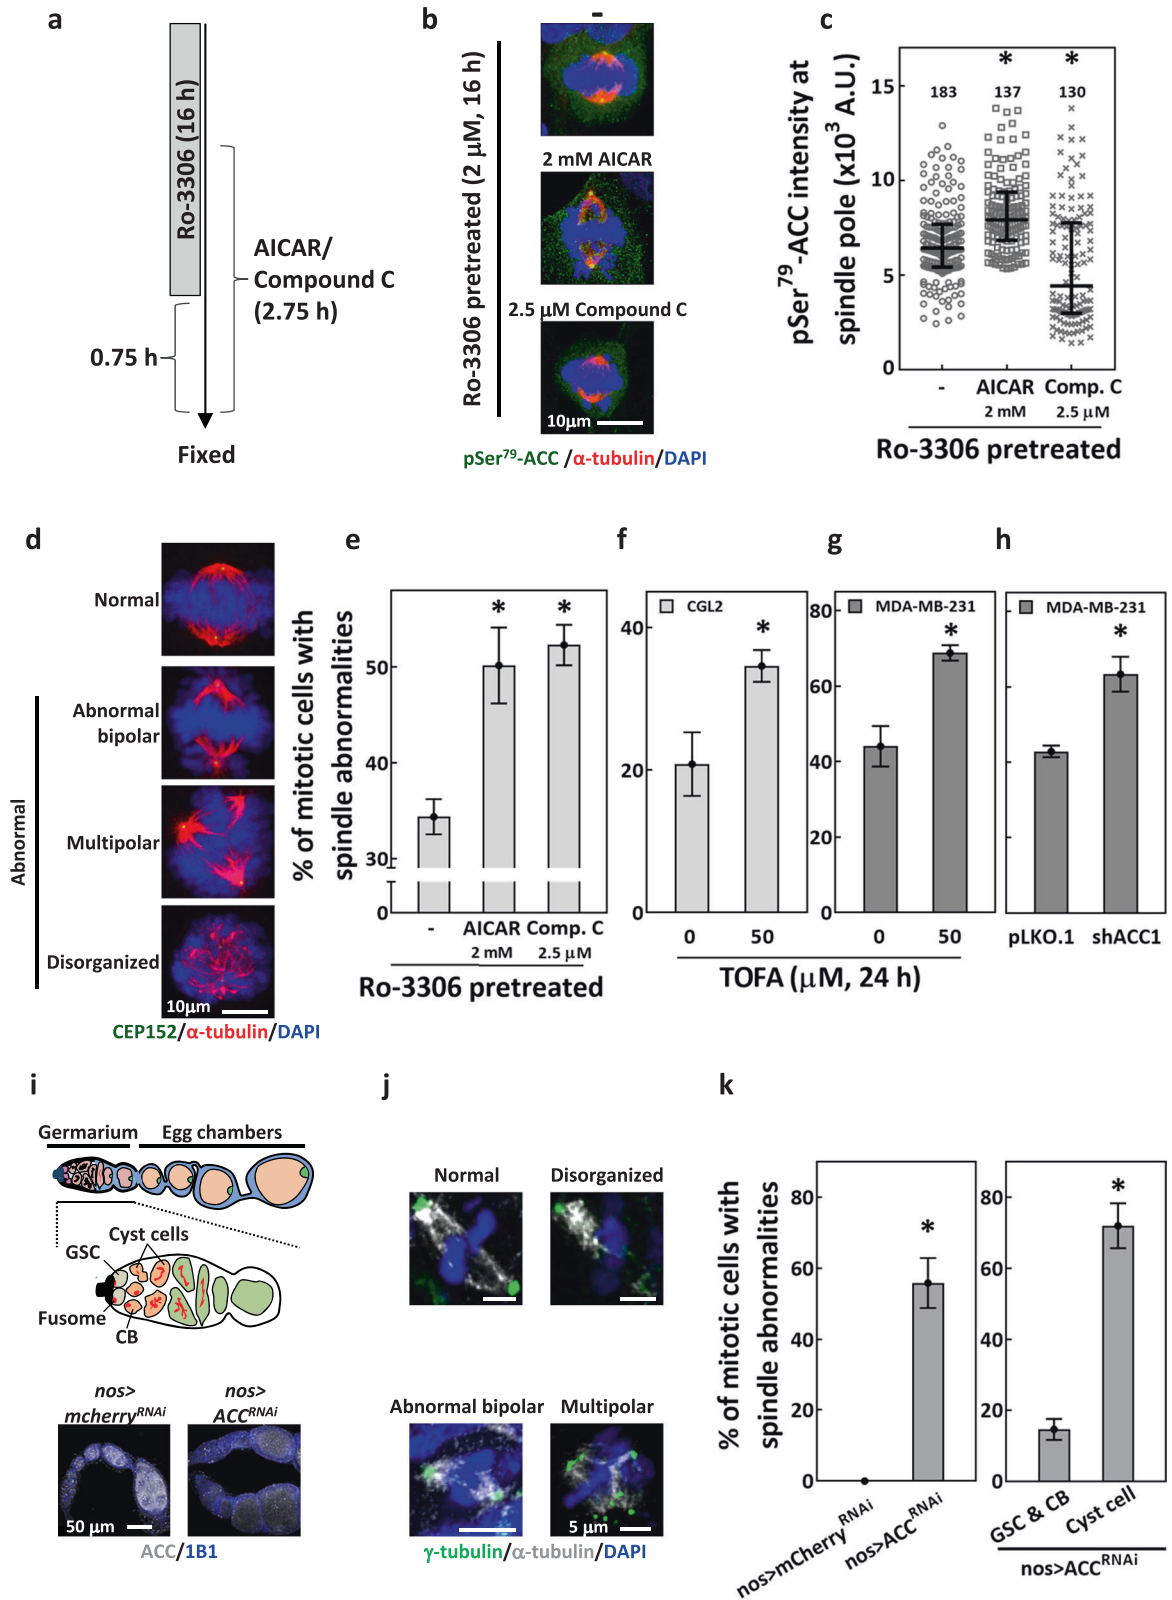 a
Ro-3306 (16 h)
AICAR/
Compound C
(2.75 h)
0.75 h
Fixed
b
Ro-3306 pretreated (2 μM, 16 h)
-
2 mM AICAR
2.5 μM Compound C
10μm
pSer⁷⁹-ACC /α-tubulin/DAPI
c
pSer⁷⁹-ACC intensity at
spindle pole (x10³ A.U.)
15
10
5
0
183
* 137
* 130
- AICAR Comp. C
2 mM 2.5 μM
Ro-3306 pretreated
d
Normal
Abnormal
Abnormal
bipolar
Multipolar
Disorganized
10μm
CEP152/α-tubulin/DAPI
e
% of mitotic cells with
spindle abnormalities
50
40
30
0
* *
- AICAR Comp. C
2 mM 2.5 μM
Ro-3306 pretreated
f
CGL2
40
20
0
*
0 50
g
MDA-MB-231
80
60
40
20
0
*
0 50
TOFA (μM, 24 h)
h
MDA-MB-231
*
pLKO.1 shACC1
i
Germarium Egg chambers
Cyst cells
GSC
Fusome
CB
nos> nos>
mcherryᴿᴺᴬⁱ ACCᴿᴺᴬⁱ
50 μm
ACC/1B1
j
Normal Disorganized
Abnormal bipolar Multipolar
5 μm
γ-tubulin/α-tubulin/DAPI
k
% of mitotic cells with
spindle abnormalities
80
60
40
20
0
*
nos>mCherryᴿᴺᴬⁱ
nos>ACCᴿᴺᴬⁱ
80
60
40
20
0
*
GSC & CB
Cyst cell
nos>ACCᴿᴺᴬⁱ